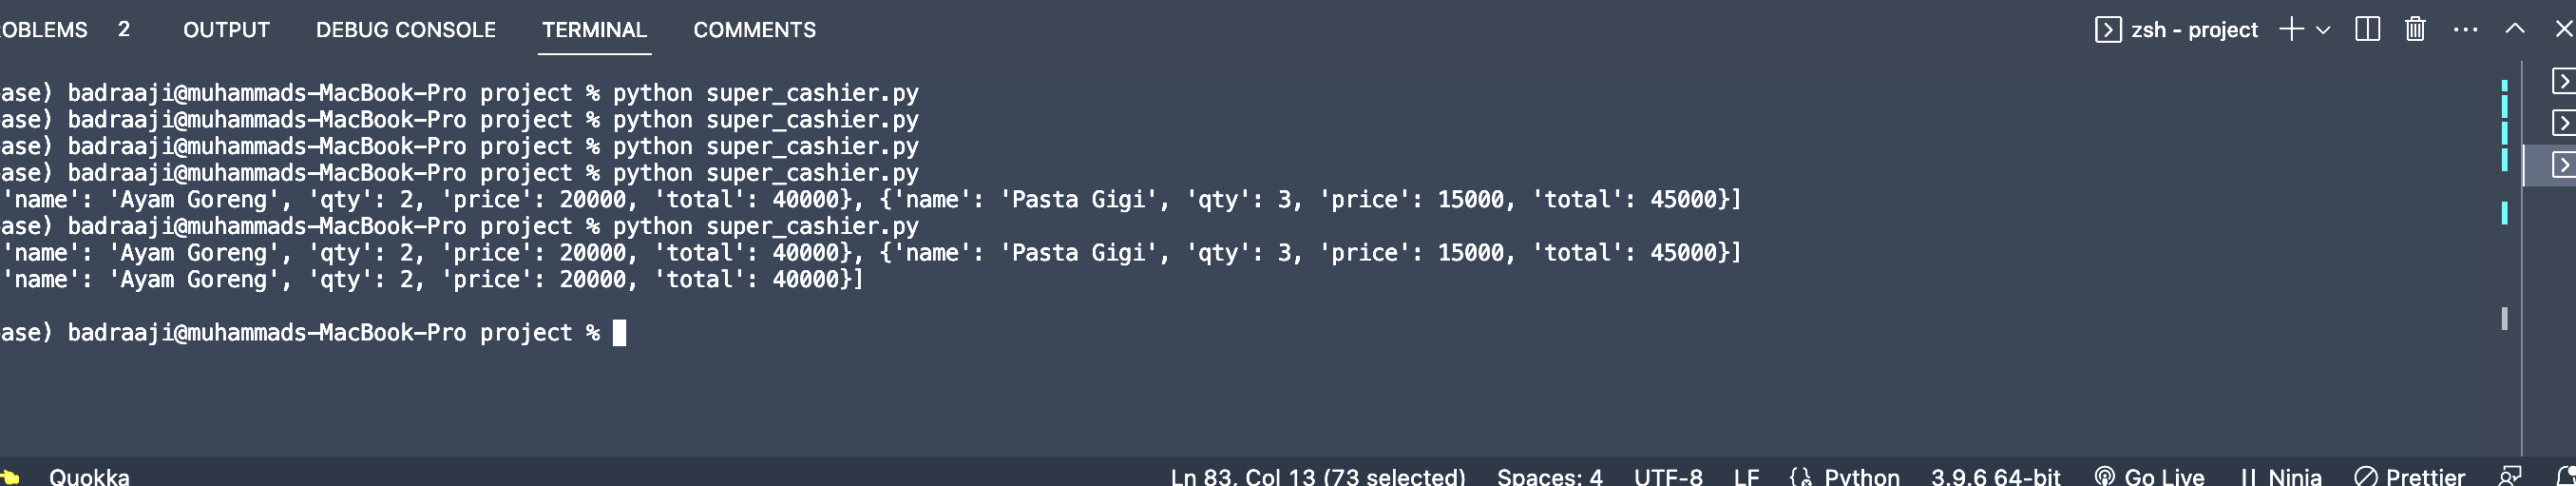 OBLEMS 2 OUTPUT DEBUG CONSOLE TERMINAL COMMENTS zsh - project
ase) badraaji@muhammads-MacBook-Pro project % python super_cashier.py
ase) badraaji@muhammads-MacBook-Pro project % python super_cashier.py
ase) badraaji@muhammads-MacBook-Pro project % python super_cashier.py
ase) badraaji@muhammads-MacBook-Pro project % python super_cashier.py
'name': 'Ayam Goreng', 'qty': 2, 'price': 20000, 'total': 40000}, {'name': 'Pasta Gigi', 'qty': 3, 'price': 15000, 'total': 45000}]
ase) badraaji@muhammads-MacBook-Pro project % python super_cashier.py
'name': 'Ayam Goreng', 'qty': 2, 'price': 20000, 'total': 40000}, {'name': 'Pasta Gigi', 'qty': 3, 'price': 15000, 'total': 45000}]
'name': 'Ayam Goreng', 'qty': 2, 'price': 20000, 'total': 40000}]
ase) badraaji@muhammads-MacBook-Pro project %
Quokka Ln 83, Col 13 (73 selected) Spaces: 4 UTF-8 LF Python 3.9.6 64-bit Go Live Ninja Prettier